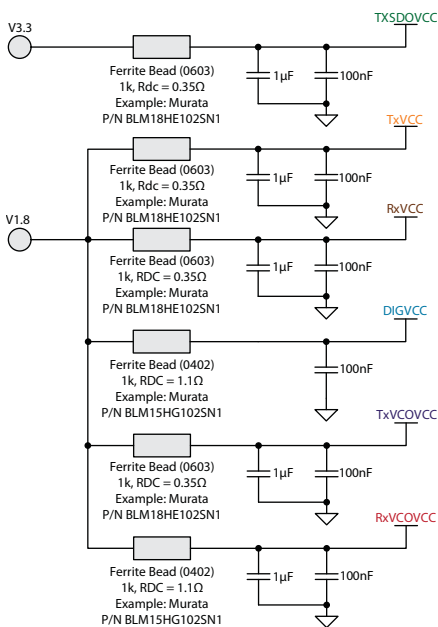 TXSDOVCC
V3.3
Ferrite Bead (0603)
1k, Rdc = 0.35Ω
Example: Murata
P/N BLM18HE102SN1
1µF
100nF
TxVCC
Ferrite Bead (0603)
1k, Rdc = 0.35Ω
Example: Murata
P/N BLM18HE102SN1
1µF
100nF
RxVCC
V1.8
Ferrite Bead (0603)
1k, RDC = 0.35Ω
Example: Murata
P/N BLM18HE102SN1
1µF
100nF
DIGVCC
Ferrite Bead (0402)
1k, RDC = 1.1Ω
Example: Murata
P/N BLM15HG102SN1
100nF
TxVCOVCC
Ferrite Bead (0603)
1k, RDC = 0.35Ω
Example: Murata
P/N BLM18HE102SN1
1µF
100nF
RxVCOVCC
Ferrite Bead (0402)
1k, RDC = 1.1Ω
Example: Murata
P/N BLM15HG102SN1
1µF
100nF